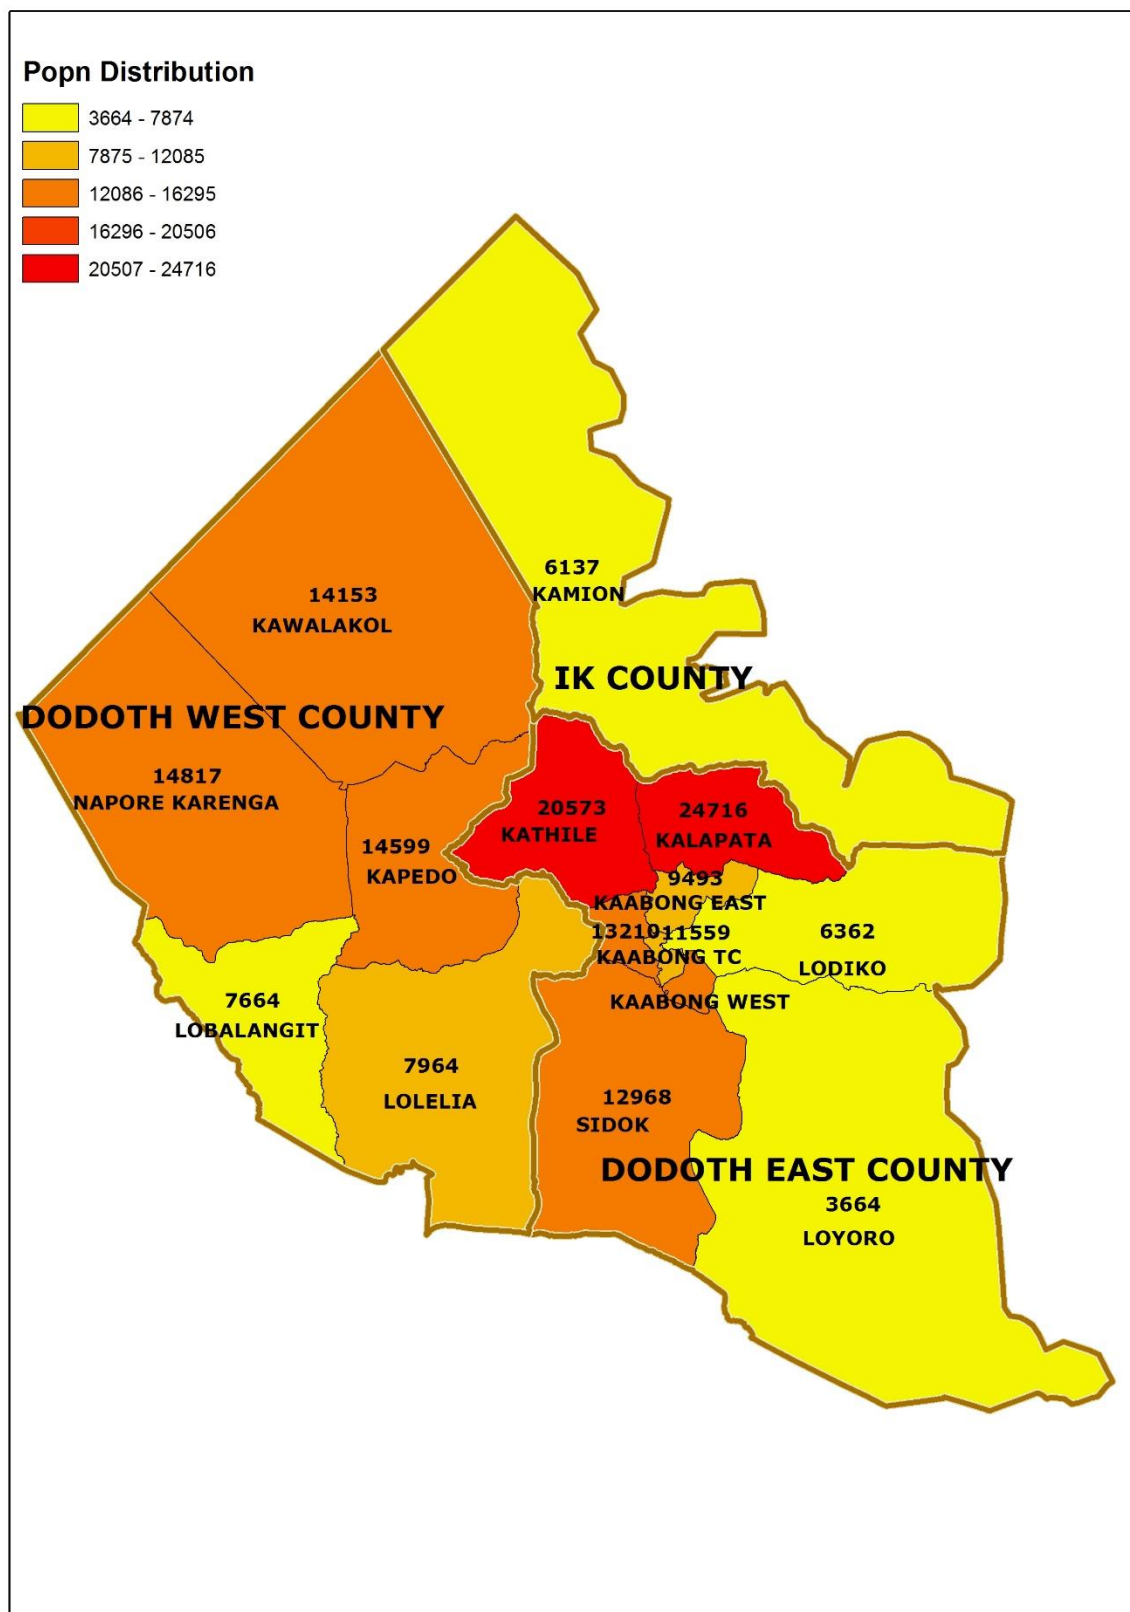 Popn Distribution
3664 - 7874
7875 - 12085
12086 - 16295
16296 - 20506
20507 - 24716
6137
KAMION
14153
KAWALAKOL
IK COUNTY
DODOTH WEST COUNTY
14817
NAPORE KARENGA
20573
KATHILE
24716
KALAPATA
14599
KAPEDO
9493
KAABONG EAST
13210
11559
KAABONG TC
6362
LODIKO
KAABONG WEST
7664
LOBALANGIT
7964
LOLELIA
12968
SIDOK
DODOTH EAST COUNTY
3664
LOYORO